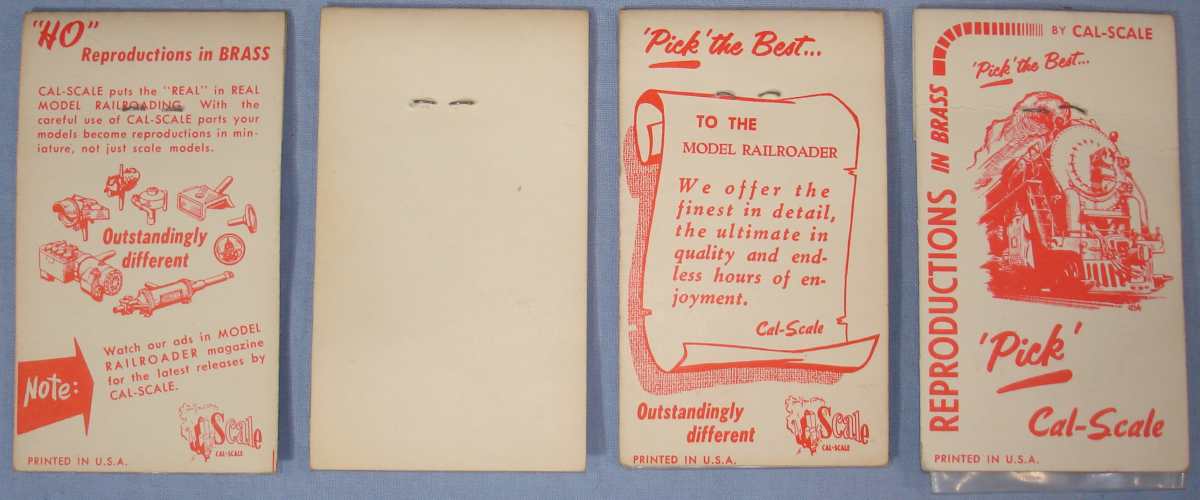 "HO"
Reproductions in BRASS
CAL-SCALE puts the "REAL" in REAL
MODEL RAILROADING. With the
careful use of CAL-SCALE parts your
models become reproductions in min-
iature, not just scale models.
Outstandingly
different
Note:
Watch our ads in MODEL
RAILROADER magazine
for the latest releases by
CAL-SCALE.
Scale
CAL-SCALE
PRINTED IN U.S.A.
'Pick' the Best...
TO THE
MODEL RAILROADER
We offer the
finest in detail,
the ultimate in
quality and end-
less hours of en-
joyment.
Cal-Scale
Outstandingly
different
Scale
CAL-SCALE
PRINTED IN U.S.A.
REPRODUCTIONS IN BRASS
BY CAL-SCALE
'Pick' the Best...
'Pick'
Cal-Scale
PRINTED IN U.S.A.